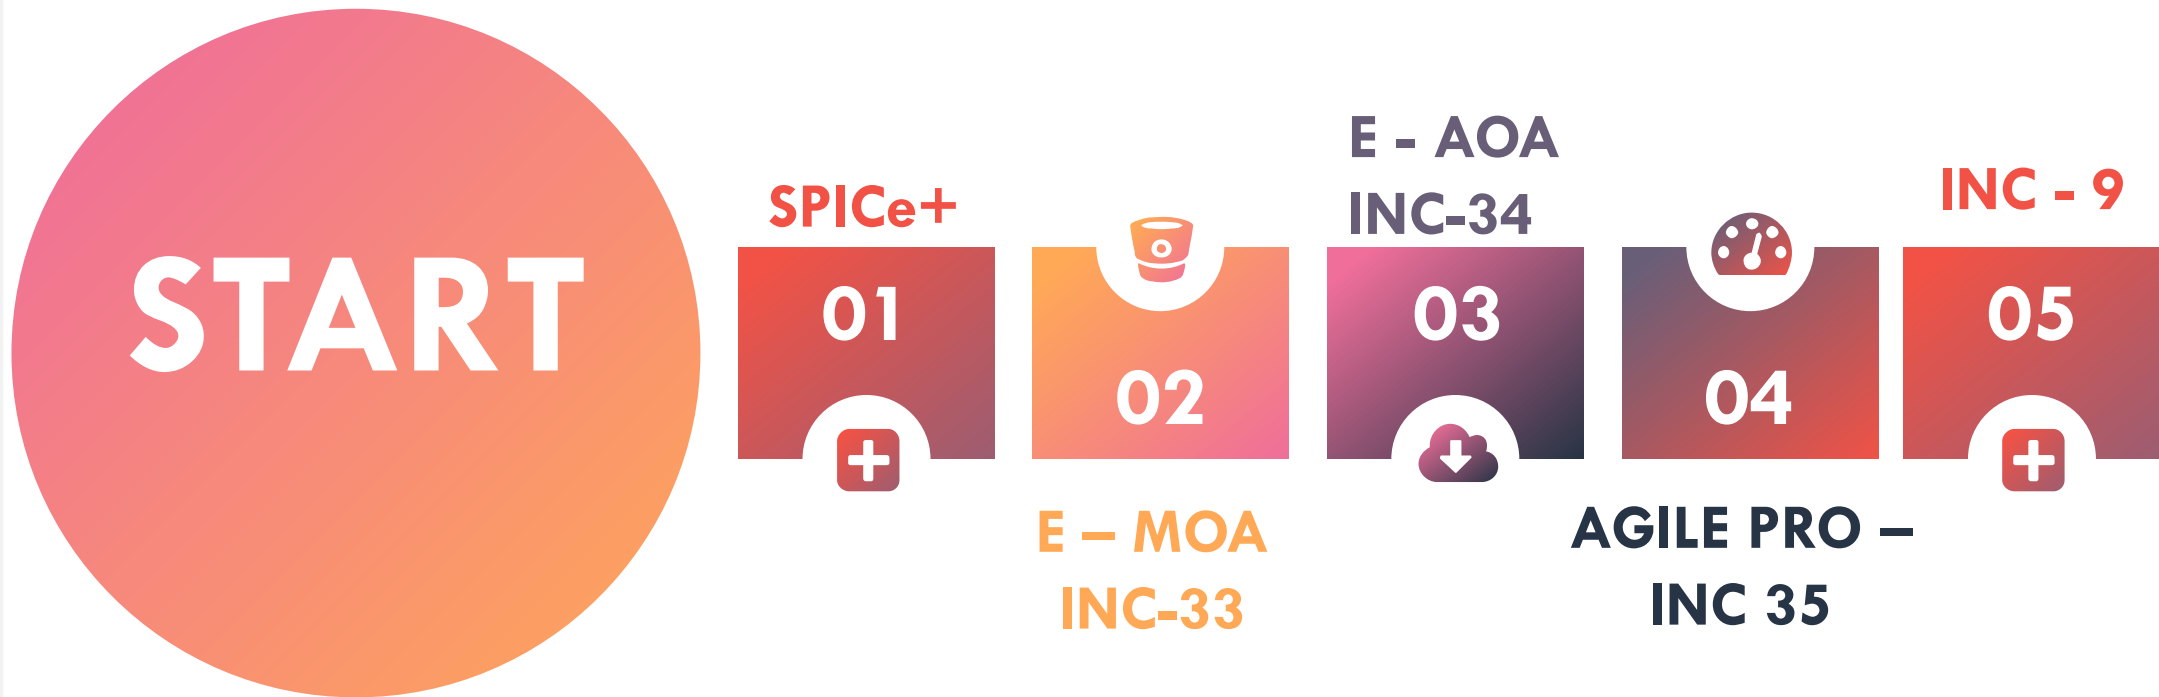 START
SPICe+
01
02
E – MOA
INC-33
E - AOA
INC-34
03
04
AGILE PRO –
INC 35
INC - 9
05